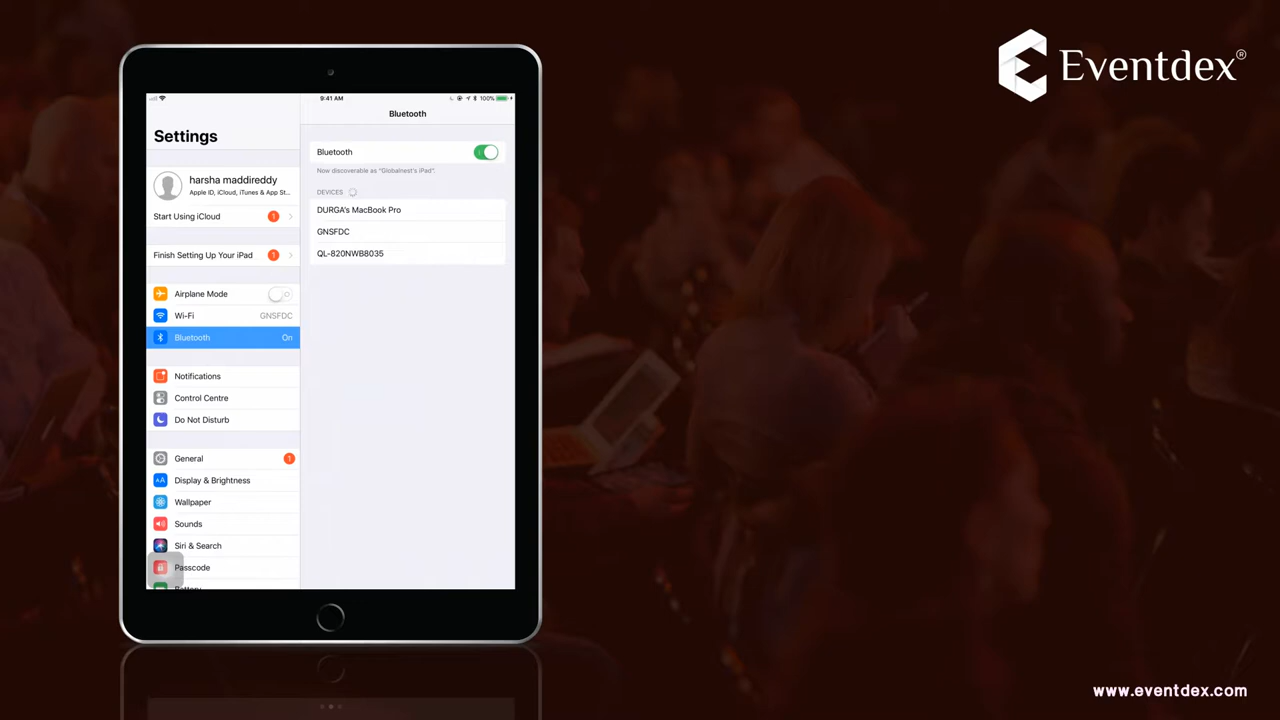 Eventdex®
9:41 AM
100%
Settings
Bluetooth
harsha maddireddy
Apple ID, iCloud, iTunes & App St...
Start Using iCloud 1
Finish Setting Up Your iPad 1
Airplane Mode
Wi-Fi GNSFDC
Bluetooth On
Notifications
Control Centre
Do Not Disturb
General 1
AA Display & Brightness
Wallpaper
Sounds
Siri & Search
Passcode
Battery
Bluetooth
Now discoverable as "Globalnest's iPad".
DEVICES
DURGA's MacBook Pro
GNSFDC
QL-820NWB8035
www.eventdex.com